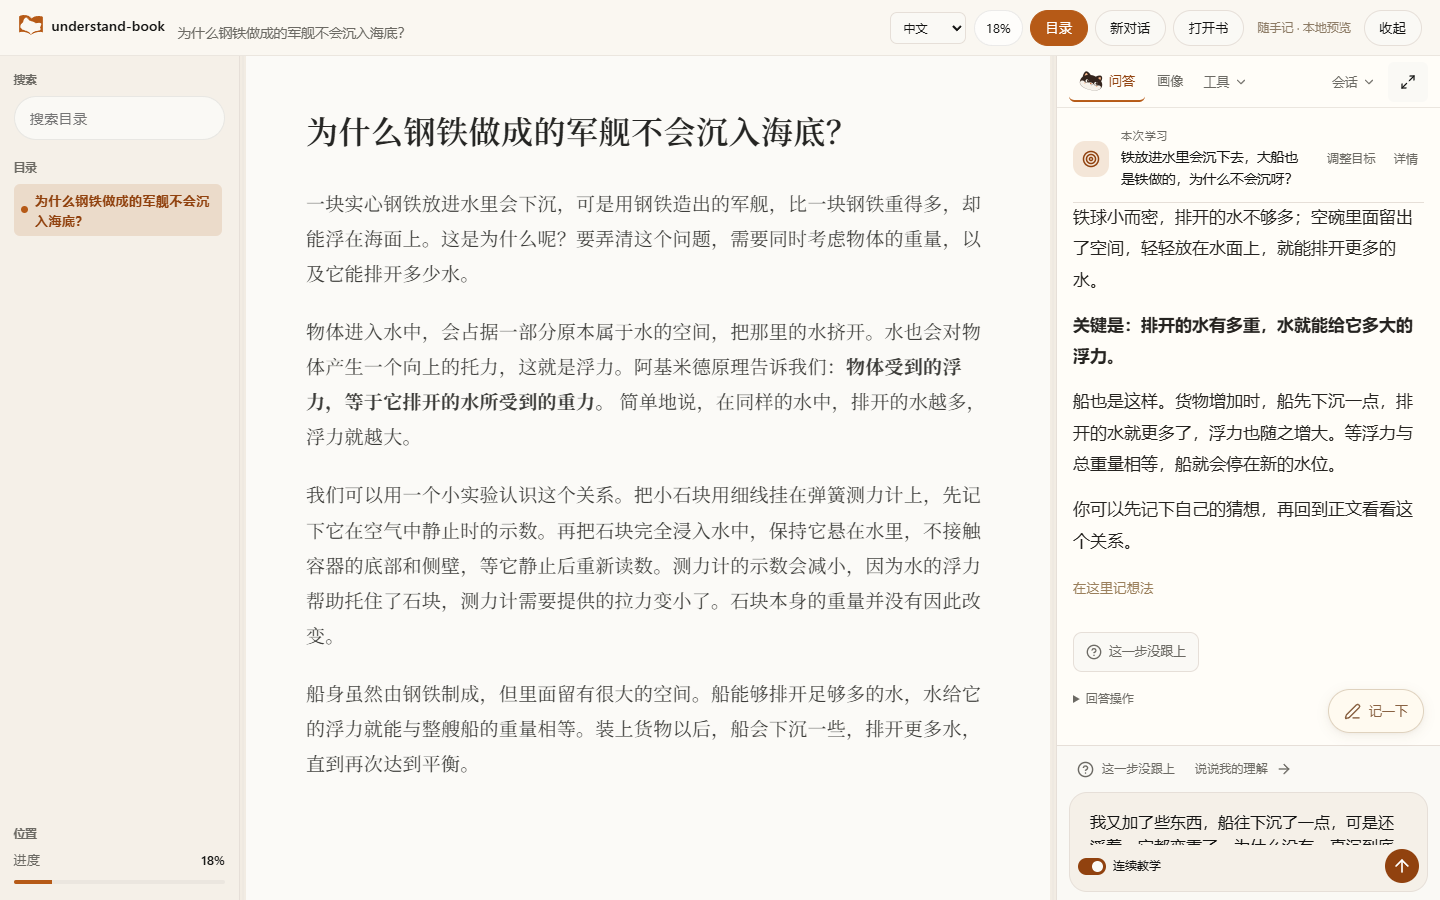 understand-book
为什么钢铁做成的军舰不会沉入海底？
中文
18%
目录
新对话
打开书
随手记 · 本地预览
收起
搜索
搜索目录
目录
为什么钢铁做成的军舰不会沉
入海底？
位置
进度
18%
为什么钢铁做成的军舰不会沉入海底？
一块实心钢铁放进水里会下沉，可是用钢铁造出的军舰，比一块钢铁重得多，却
能浮在海面上。这是为什么呢？要弄清这个问题，需要同时考虑物体的重量，以
及它能排开多少水。
物体进入水中，会占据一部分原本属于水的空间，把那里的水挤开。水也会对物
体产生一个向上的托力，这就是浮力。阿基米德原理告诉我们：物体受到的浮
力，等于它排开的水所受到的重力。 简单地说，在同样的水中，排开的水越多，
浮力就越大。
我们可以用一个小实验认识这个关系。把小石块用细线挂在弹簧测力计上，先记
下它在空气中静止时的示数。再把石块完全浸入水中，保持它悬在水里，不接触
容器的底部和侧壁，等它静止后重新读数。测力计的示数会减小，因为水的浮力
帮助托住了石块，测力计需要提供的拉力变小了。石块本身的重量并没有因此改
变。
船身虽然由钢铁制成，但里面留有很大的空间。船能够排开足够多的水，水给它
的浮力就能与整艘船的重量相等。装上货物以后，船会下沉一些，排开更多水，
直到再次达到平衡。
问答
画像
工具
会话
本次学习
铁放进水里会沉下去，大船也
是铁做的，为什么不会沉呀？
调整目标
详情
铁球小而密，排开的水不够多；空碗里面留出
了空间，轻轻放在水面上，就能排开更多的
水。
关键是：排开的水有多重，水就能给它多大的
浮力。
船也是这样。货物增加时，船先下沉一点，排
开的水就更多了，浮力也随之增大。等浮力与
总重量相等，船就会停在新的水位。
你可以先记下自己的猜想，再回到正文看看这
个关系。
在这里记想法
这一步没跟上
回答操作
记一下
这一步没跟上
说说我的理解
我又加了些东西，船往下沉了一点，可是还
连续教学